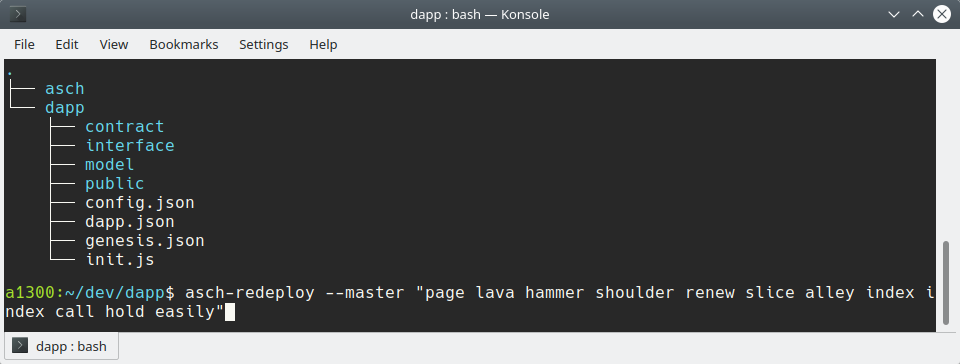 dapp : bash — Konsole
File Edit View Bookmarks Settings Help
.
├── asch
└── dapp
    ├── contract
    ├── interface
    ├── model
    ├── public
    ├── config.json
    ├── dapp.json
    ├── genesis.json
    └── init.js
a1300:~/dev/dapp$ asch-redeploy --master "page lava hammer shoulder renew slice alley index i
ndex call hold easily"
dapp : bash